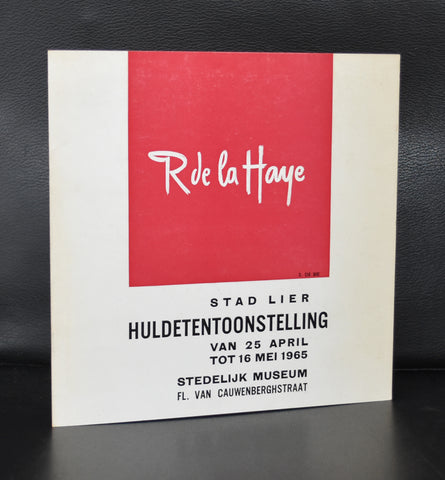 R de la Haye
STAD LIER
HULDETENTOONSTELLING
VAN 25 APRIL
TOT 16 MEI 1965
STEDELIJK MUSEUM
FL. VAN CAUWENBERGHSTRAAT